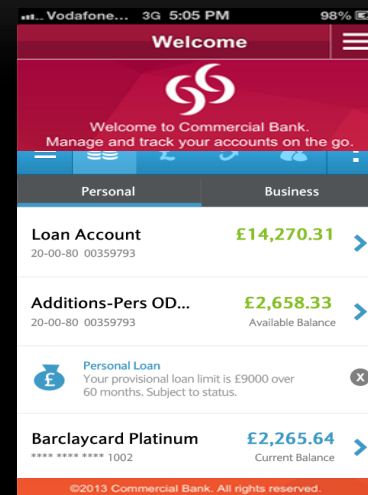 Vodafone... 3G 5:05 PM 98%
Welcome
Welcome to Commercial Bank.
Manage and track your accounts on the go.
Personal Business
Loan Account £14,270.31
20-00-80 00359793
Additions-Pers OD... £2,658.33
20-00-80 00359793 Available Balance
£ Personal Loan X
Your provisional loan limit is £9000 over
60 months. Subject to status.
Barclaycard Platinum £2,265.64
**** **** **** 1002 Current Balance
©2013 Commercial Bank. All rights reserved.